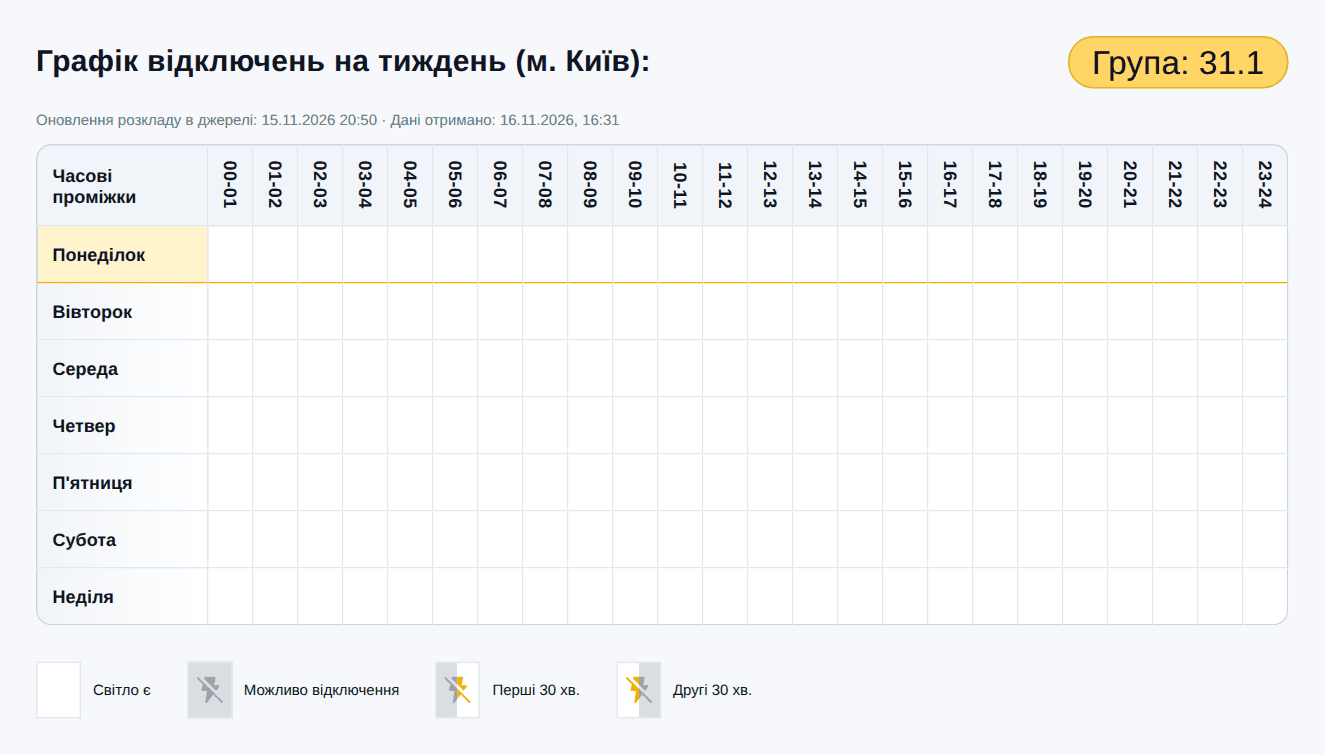 Графік відключень на тиждень (м. Київ):
Група: 31.1
Оновлення розкладу в джерелі: 15.11.2026 20:50 · Дані отримано: 16.11.2026, 16:31
Часові
проміжки
00-01
01-02
02-03
03-04
04-05
05-06
06-07
07-08
08-09
09-10
10-11
11-12
12-13
13-14
14-15
15-16
16-17
17-18
18-19
19-20
20-21
21-22
22-23
23-24
Понеділок
Вівторок
Середа
Четвер
П'ятниця
Субота
Неділя
Світло є
Можливо відключення
Перші 30 хв.
Другі 30 хв.